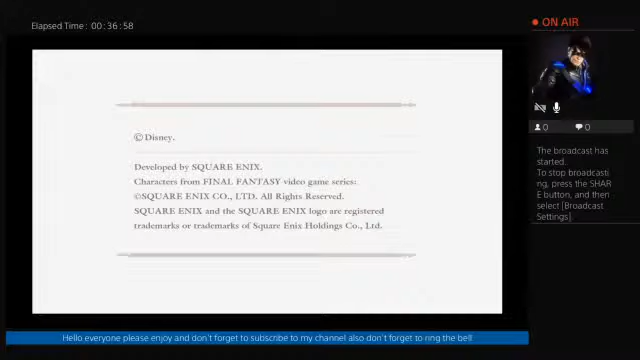 Elapsed Time : 00:36:58
ON AIR
© Disney.
Developed by SQUARE ENIX.
Characters from FINAL FANTASY video game series:
©SQUARE ENIX CO., LTD. All Rights Reserved.
SQUARE ENIX and the SQUARE ENIX logo are registered
trademarks or trademarks of Square Enix Holdings Co., Ltd.
0 0
The broadcast has
started.
To stop broadcasti
ng, press the SHAR
E button, and then
select [Broadcast
Settings].
Hello everyone please enjoy and don't forget to subscribe to my channel also don't forget to ring the bell